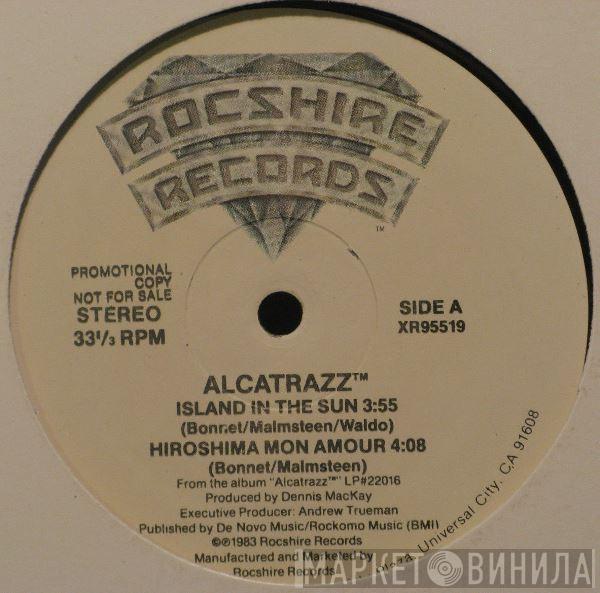 ROCSHIRE
RECORDS
TM
PROMOTIONAL
COPY
NOT FOR SALE
STEREO
33⅓ RPM
SIDE A
XR95519
ALCATRAZZ™
ISLAND IN THE SUN 3:55
(Bonnet/Malmsteen/Waldo)
HIROSHIMA MON AMOUR 4:08
(Bonnet/Malmsteen)
From the album "Alcatrazz™" LP#22016
Produced by Dennis MacKay
Executive Producer: Andrew Trueman
Published by De Novo Music/Rockomo Music (BMI)
©℗1983 Rocshire Records
Manufactured and Marketed by
Rocshire Records
Plaza, Universal City, CA 91608
МАРКЕТ ВИНИЛА